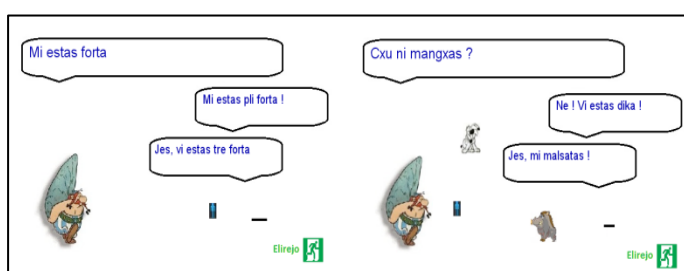 Mi estas forta
Mi estas pli forta !
Jes, vi estas tre forta
Elirejo
Cxu ni mangxas ?
Ne ! Vi estas dika !
Jes, mi malsatas !
Elirejo